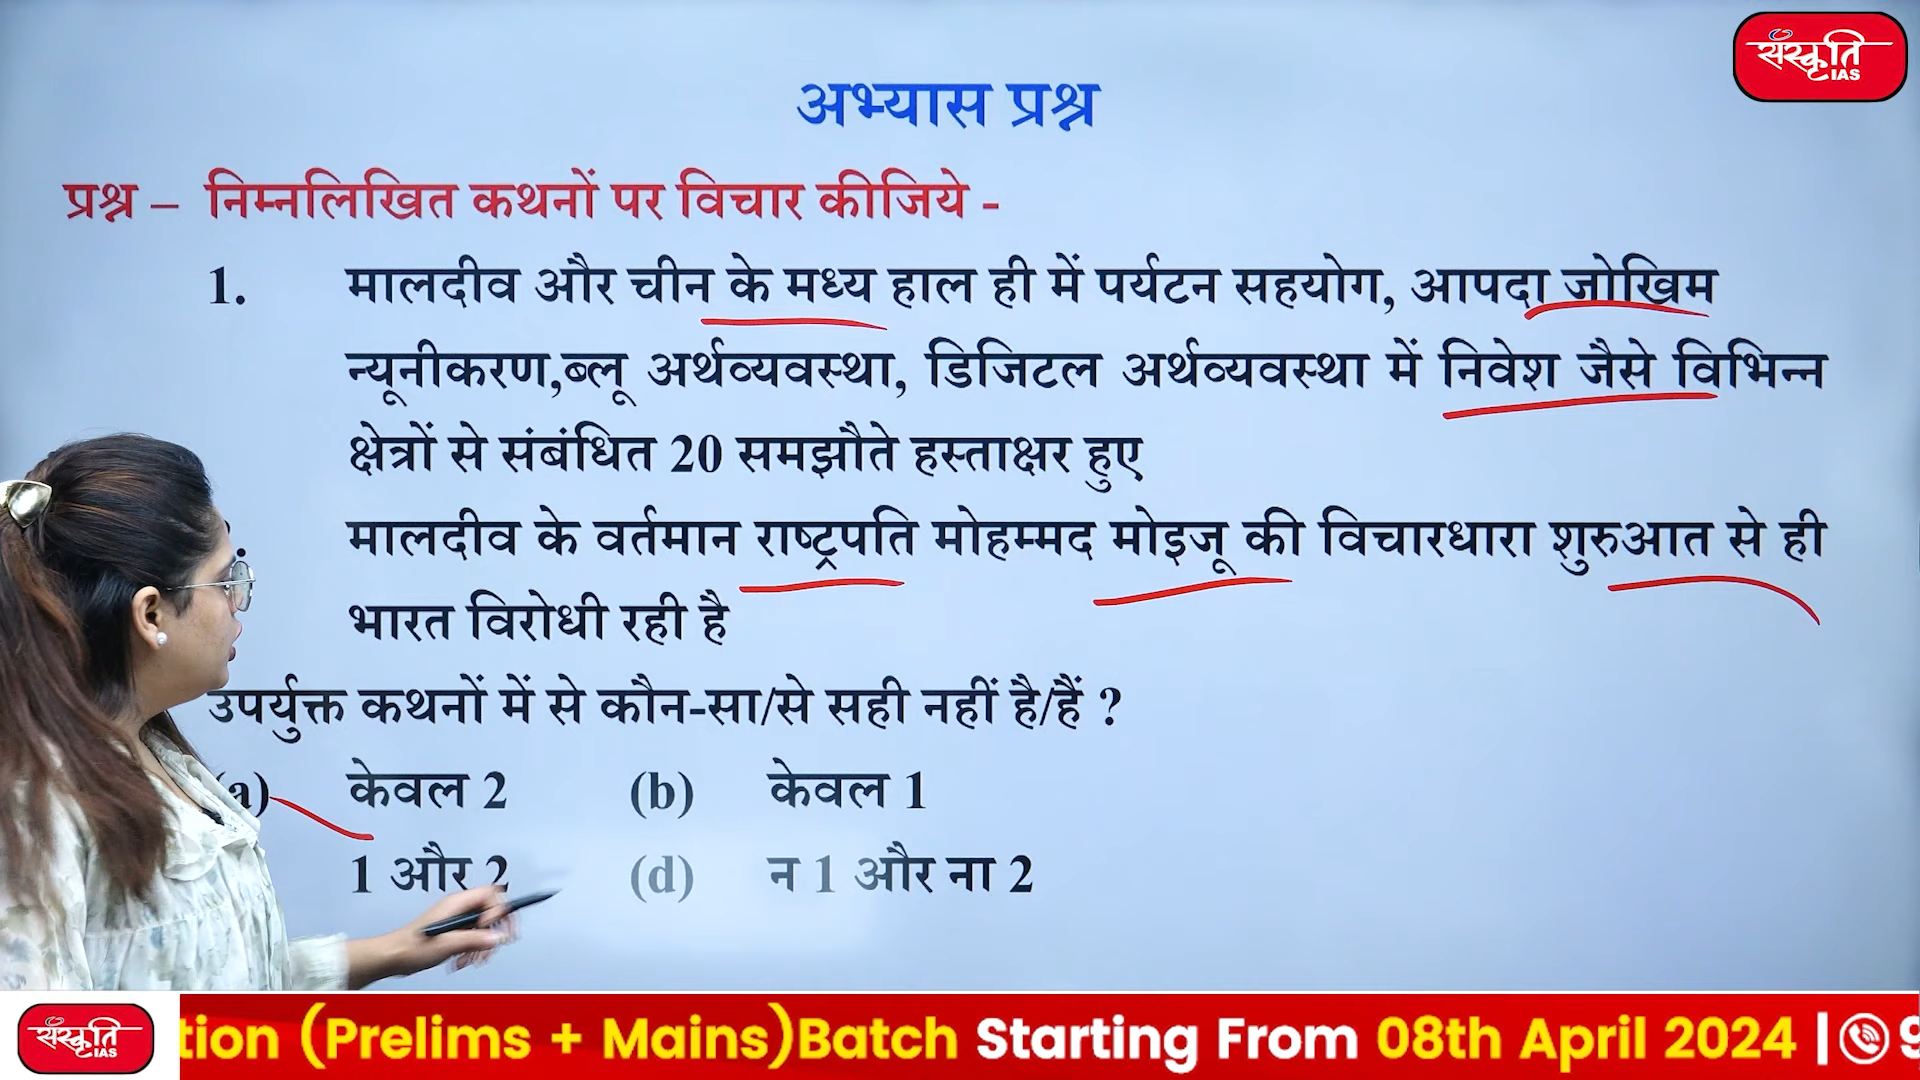 संस्कृति
IAS
अभ्यास प्रश्न
प्रश्न – निम्नलिखित कथनों पर विचार कीजिये -
1. मालदीव और चीन के मध्य हाल ही में पर्यटन सहयोग, आपदा जोखिम
न्यूनीकरण,ब्लू अर्थव्यवस्था, डिजिटल अर्थव्यवस्था में निवेश जैसे विभिन्न
क्षेत्रों से संबंधित 20 समझौते हस्ताक्षर हुए
मालदीव के वर्तमान राष्ट्रपति मोहम्मद मोइजू की विचारधारा शुरुआत से ही
भारत विरोधी रही है
उपर्युक्त कथनों में से कौन-सा/से सही नहीं है/हैं ?
(a) केवल 2 (b) केवल 1
1 और 2 (d) न 1 और ना 2
संस्कृति
IAS
tion (Prelims + Mains)Batch Starting From 08th April 2024 | 9